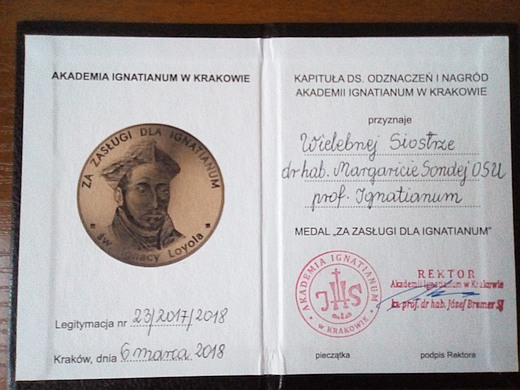 AKADEMIA IGNATIANUM W KRAKOWIE
ZA ZASŁUGI DLA IGNATIANUM
św. Ignacy Loyola
Legitymacja nr 23/2017/2018
Kraków, dnia 6 marca 2018
KAPITUŁA DS. ODZNACZEŃ I NAGRÓD
AKADEMII IGNATIANUM W KRAKOWIE
przyznaje
Wielebnej Siostrze
dr hab. Margaricie Sondej OSU
prof. Ignatianum
MEDAL „ZA ZASŁUGI DLA IGNATIANUM”
AKADEMIA IGNATIANUM
w KRAKOWIE
IHS
REKTOR
Akademii Ignatianum w Krakowie
ks. prof. dr hab. Józef Bremer SJ
pieczątka
podpis Rektora